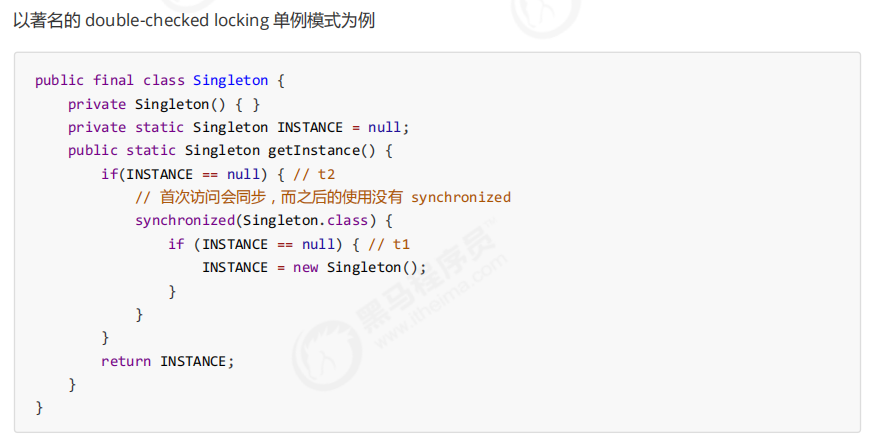 以著名的 double-checked locking 单例模式为例
public final class Singleton {
    private Singleton() { }
    private static Singleton INSTANCE = null;
    public static Singleton getInstance() {
        if(INSTANCE == null) { // t2
            // 首次访问会同步，而之后的使用没有 synchronized
            synchronized(Singleton.class) {
                if (INSTANCE == null) { // t1
                    INSTANCE = new Singleton();
                }
            }
        }
        return INSTANCE;
    }
}
黑马程序员™
www.itheima.com